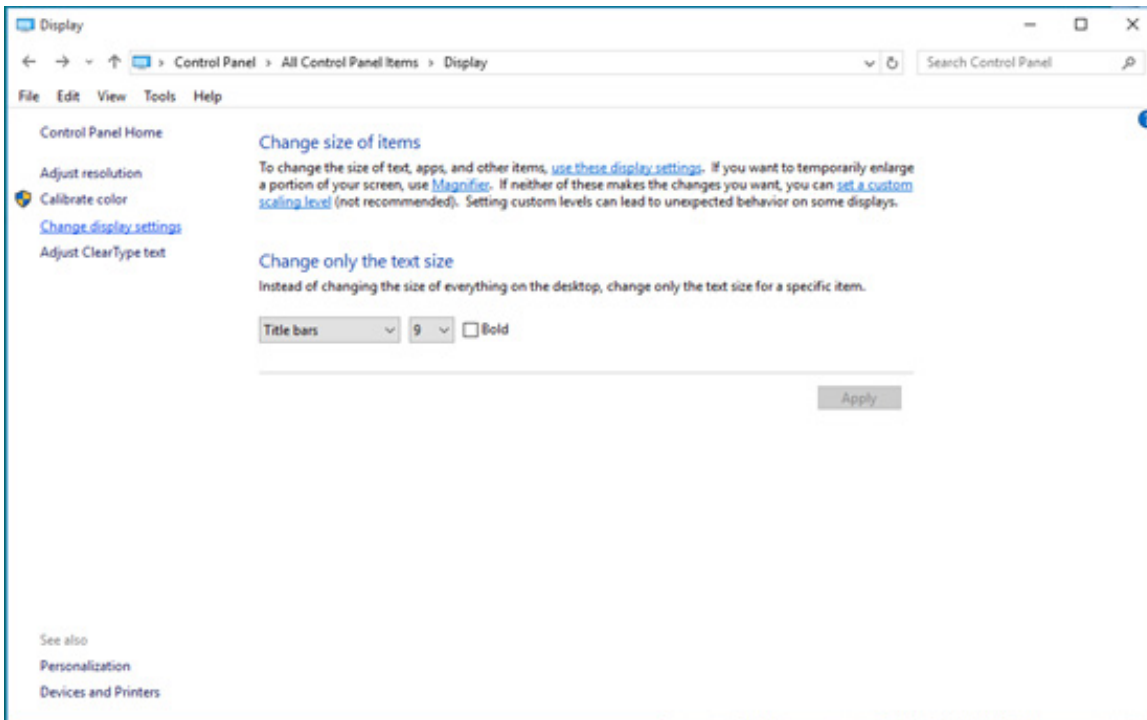 Display
Control Panel > All Control Panel Items > Display
Search Control Panel
File Edit View Tools Help
Control Panel Home
Adjust resolution
Calibrate color
Change display settings
Adjust ClearType text
Change size of items
To change the size of text, apps, and other items, use these display settings. If you want to temporarily enlarge
a portion of your screen, use Magnifier. If neither of these makes the changes you want, you can set a custom
scaling level (not recommended). Setting custom levels can lead to unexpected behavior on some displays.
Change only the text size
Instead of changing the size of everything on the desktop, change only the text size for a specific item.
Title bars 9 Bold
Apply
See also
Personalization
Devices and Printers